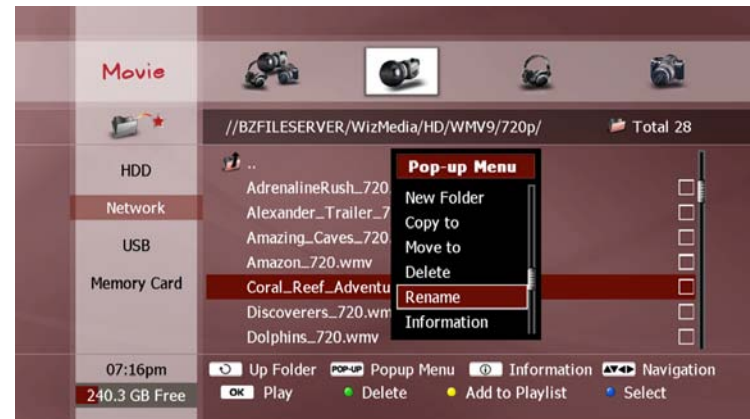 Movie
//BZFILESERVER/WizMedia/HD/WMV9/720p/ Total 28
HDD
Network
USB
Memory Card
..
AdrenalineRush_720
Alexander_Trailer_7
Amazing_Caves_720
Amazon_720.wmv
Coral_Reef_Adventu
Discoverers_720.wm
Dolphins_720.wmv
Pop-up Menu
New Folder
Copy to
Move to
Delete
Rename
Information
07:16pm
240.3 GB Free
Up Folder POP-UP Popup Menu Information Navigation
OK Play Delete Add to Playlist Select